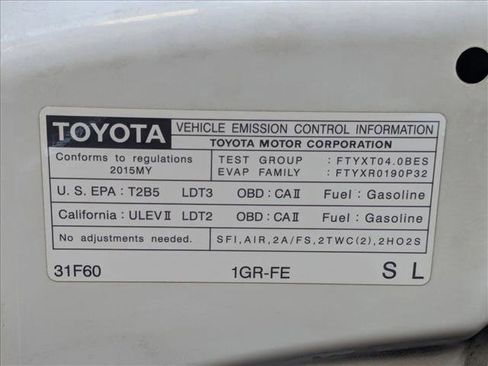 TOYOTA VEHICLE EMISSION CONTROL INFORMATION
TOYOTA MOTOR CORPORATION
Conforms to regulations
2015MY
TEST GROUP : FTYXT04.0BES
EVAP FAMILY : FTYXR0190P32
U. S. EPA : T2B5 LDT3 OBD : CAII Fuel : Gasoline
California : ULEVII LDT2 OBD : CAII Fuel : Gasoline
No adjustments needed. SFI, AIR, 2A/FS, 2TWC(2), 2HO2S
31F60 1GR-FE S L